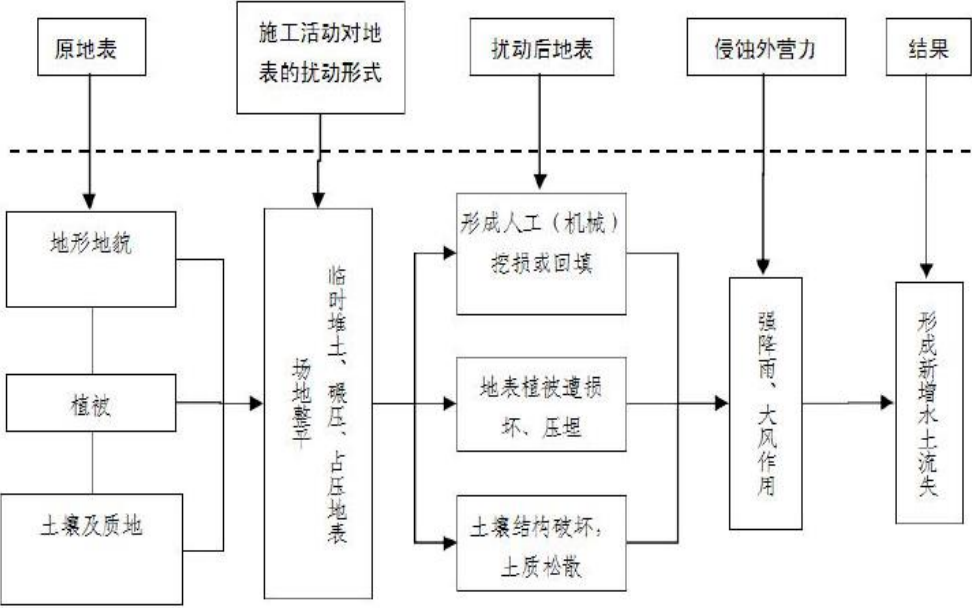 原地表
施工活动对地
表的扰动形式
扰动后地表
侵蚀外营力
结果
地形地貌
植被
土壤及质地
临时堆土、碾压、占压地表
场地整平
形成人工（机械）
挖损或回填
地表植被遭损
坏、压埋
土壤结构破坏，
土质松散
强降雨、大风作用
形成新增水土流失